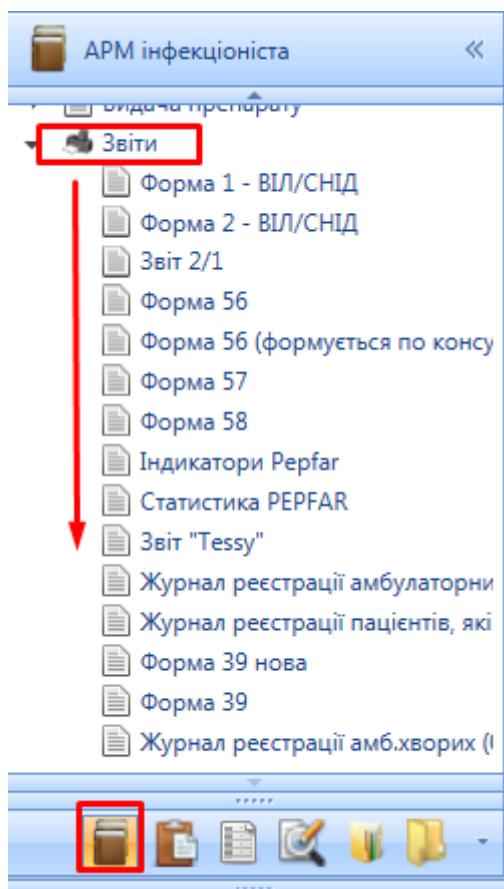 АРМ інфекціоніста
Видача препарату
Звіти
Форма 1 - ВІЛ/СНІД
Форма 2 - ВІЛ/СНІД
Звіт 2/1
Форма 56
Форма 56 (формується по консу
Форма 57
Форма 58
Індикатори Pepfar
Статистика PEPFAR
Звіт "Tessy"
Журнал реєстрації амбулаторни
Журнал реєстрації пацієнтів, які
Форма 39 нова
Форма 39
Журнал реєстрації амб.хворих (